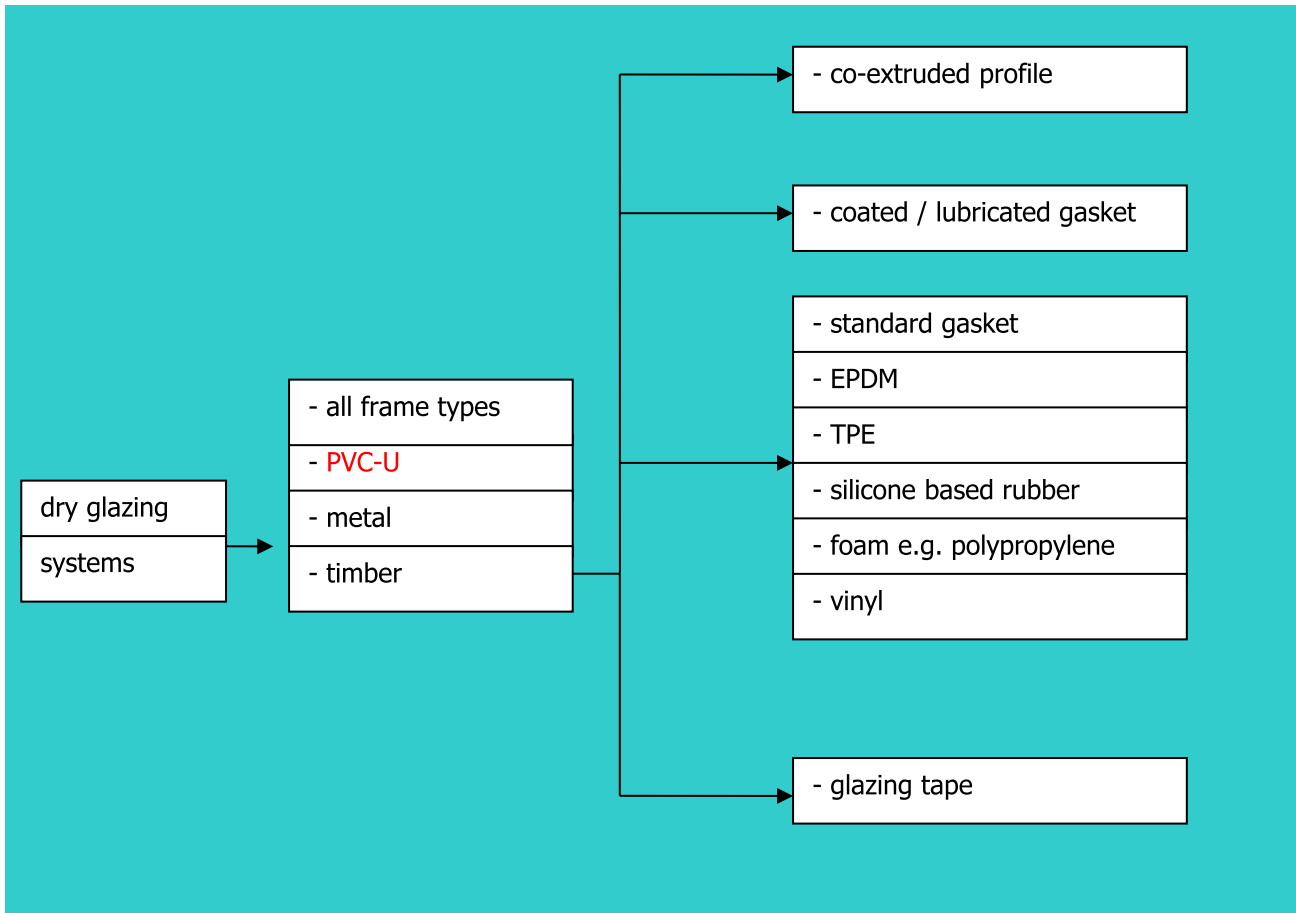 dry glazing
systems
- all frame types
- PVC-U
- metal
- timber
- co-extruded profile
- coated / lubricated gasket
- standard gasket
- EPDM
- TPE
- silicone based rubber
- foam e.g. polypropylene
- vinyl
- glazing tape